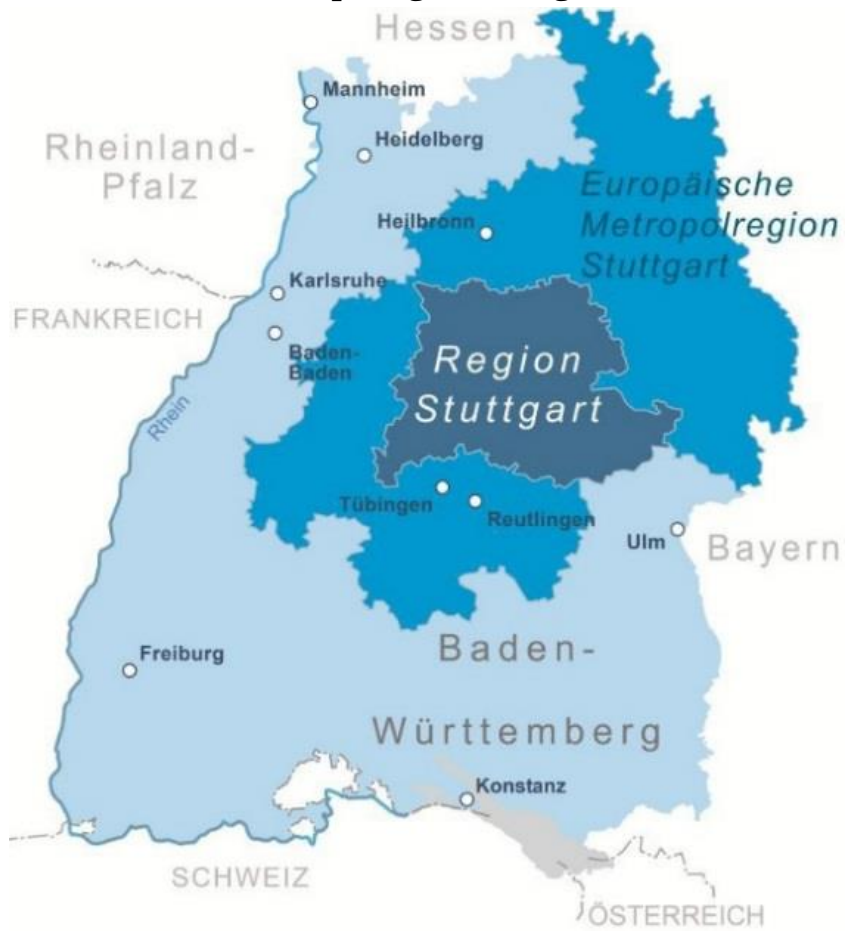 Hessen
Mannheim
Rheinland-
Pfalz
Heidelberg
Europäische
Metropolregion
Stuttgart
Heilbronn
Karlsruhe
FRANKREICH
Baden-
Baden
Region
Stuttgart
Rhein
Tübingen
Reutlingen
Ulm
Bayern
Freiburg
Baden-
Württemberg
Konstanz
SCHWEIZ
ÖSTERREICH